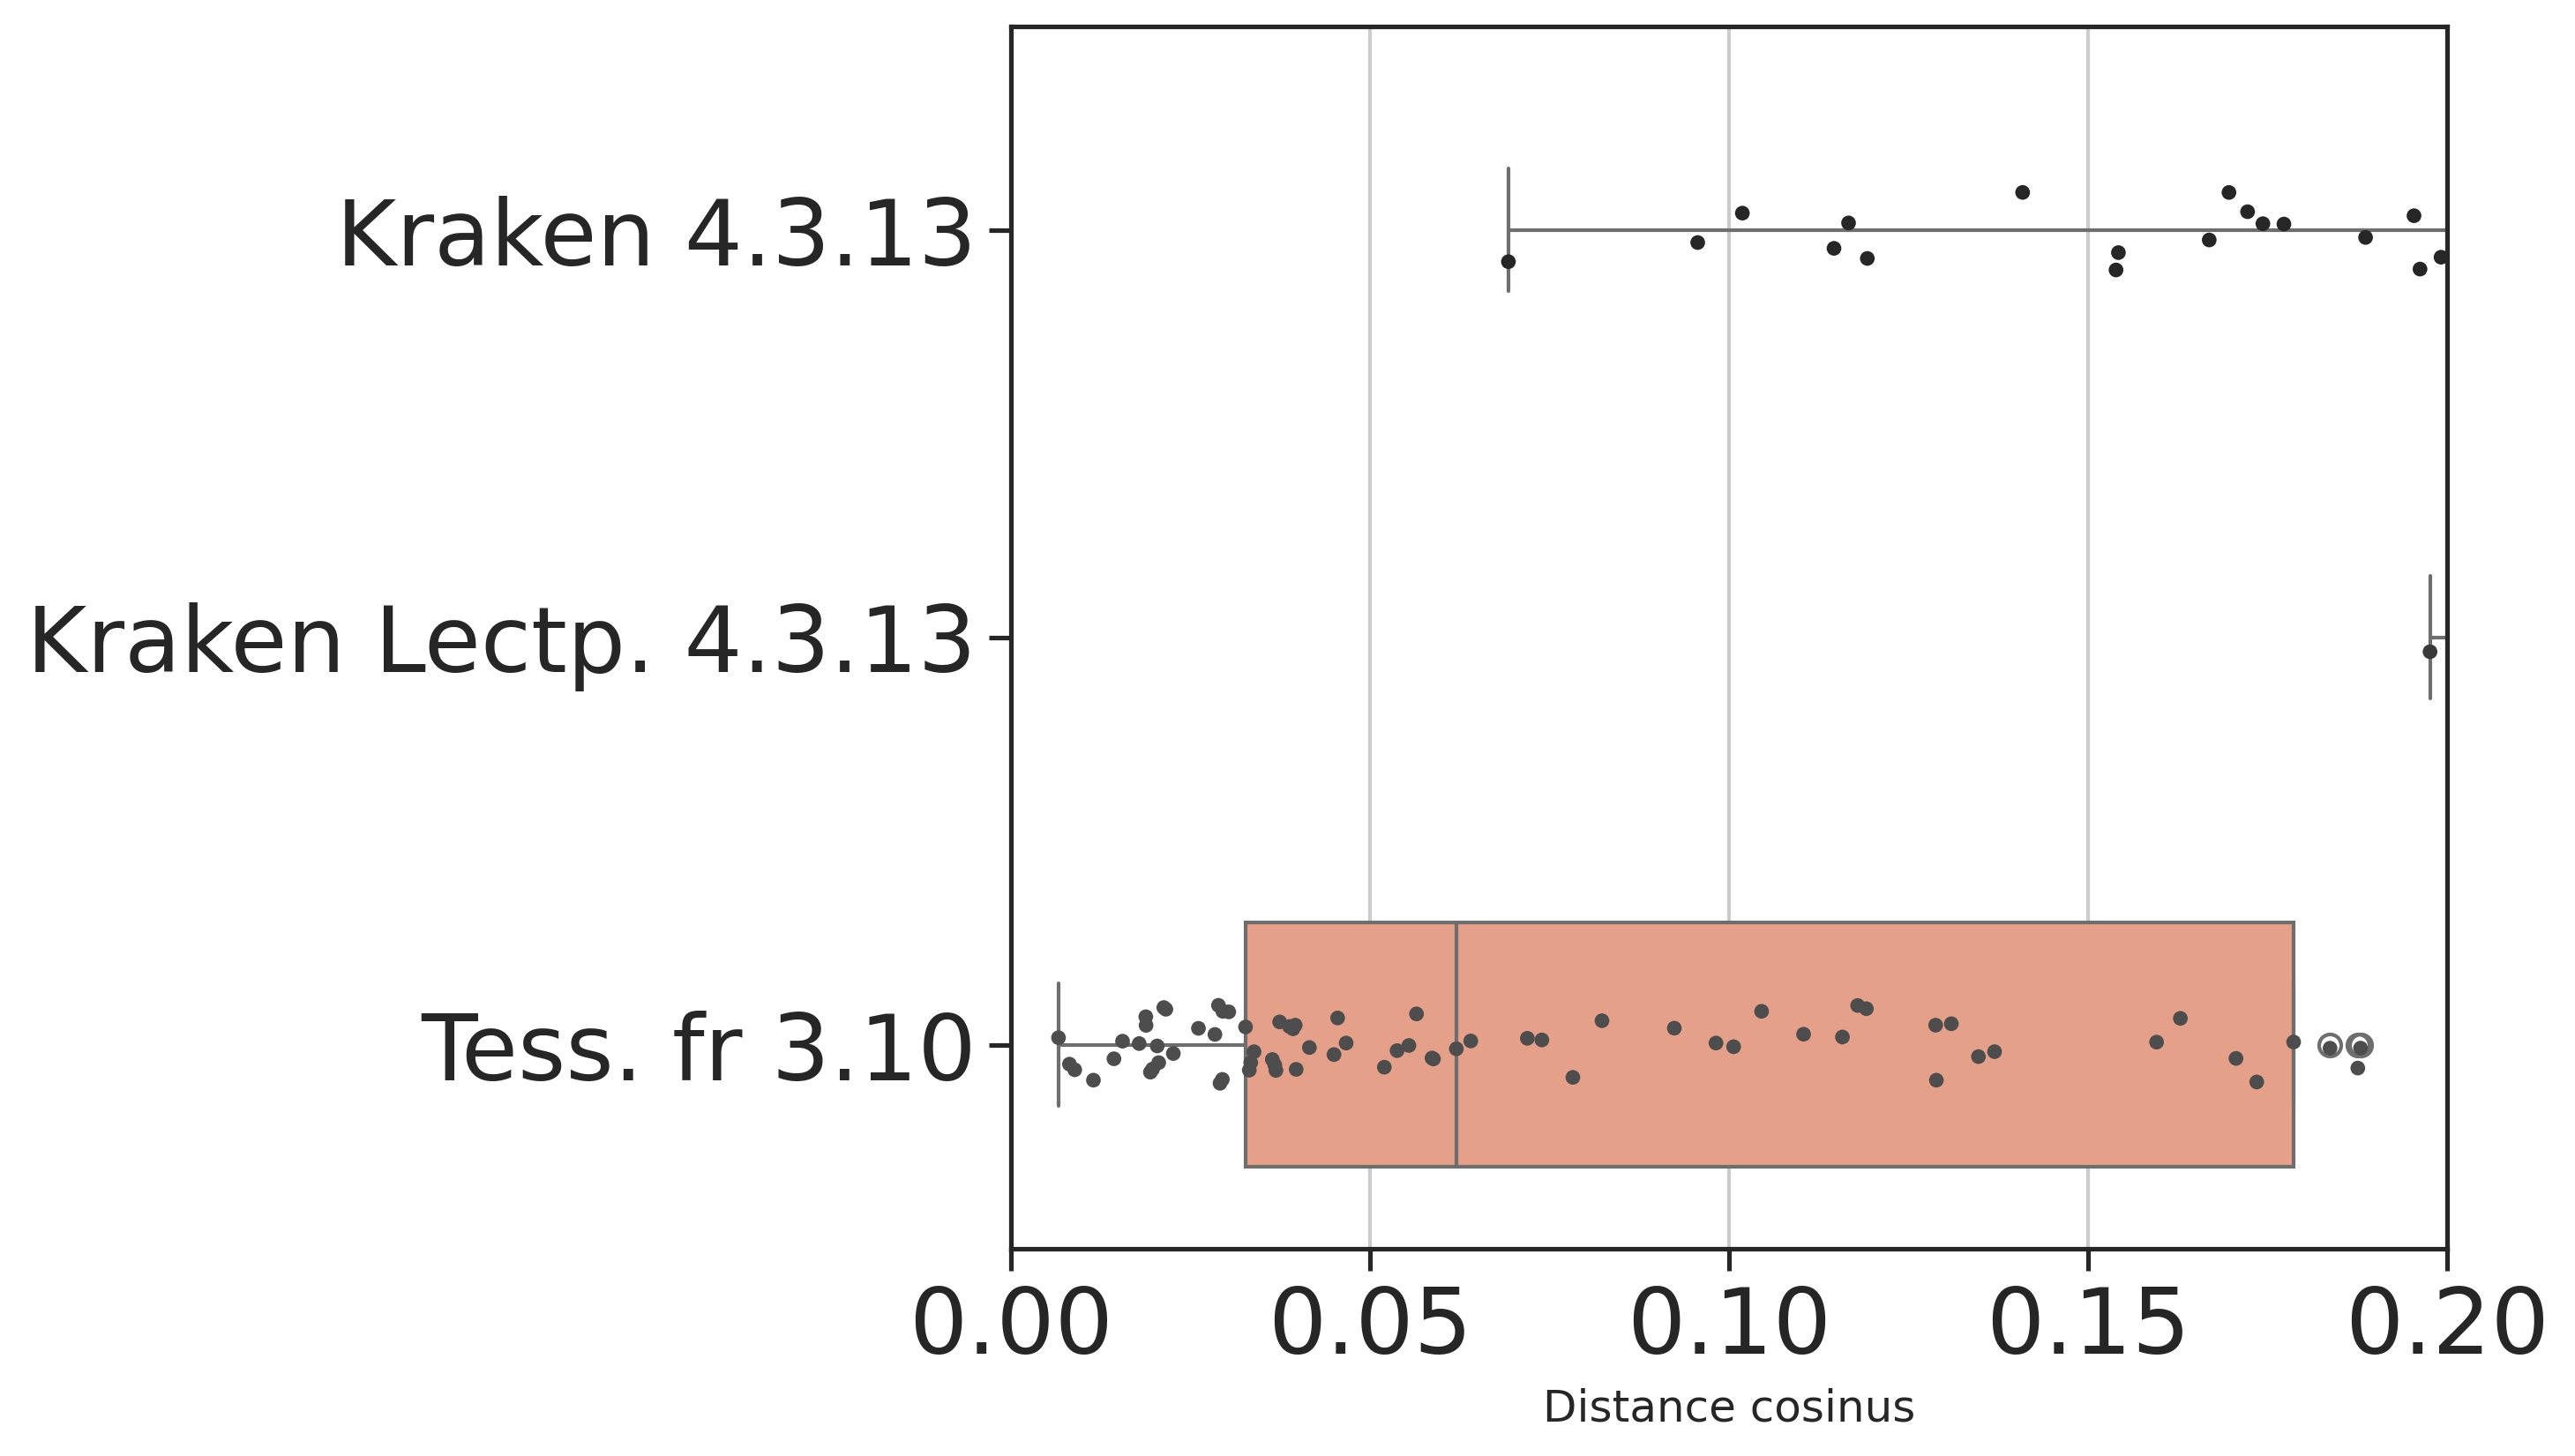 Kraken 4.3.13
Kraken Lectp. 4.3.13
Tess. fr 3.10
0.00 0.05 0.10 0.15 0.20
Distance cosinus